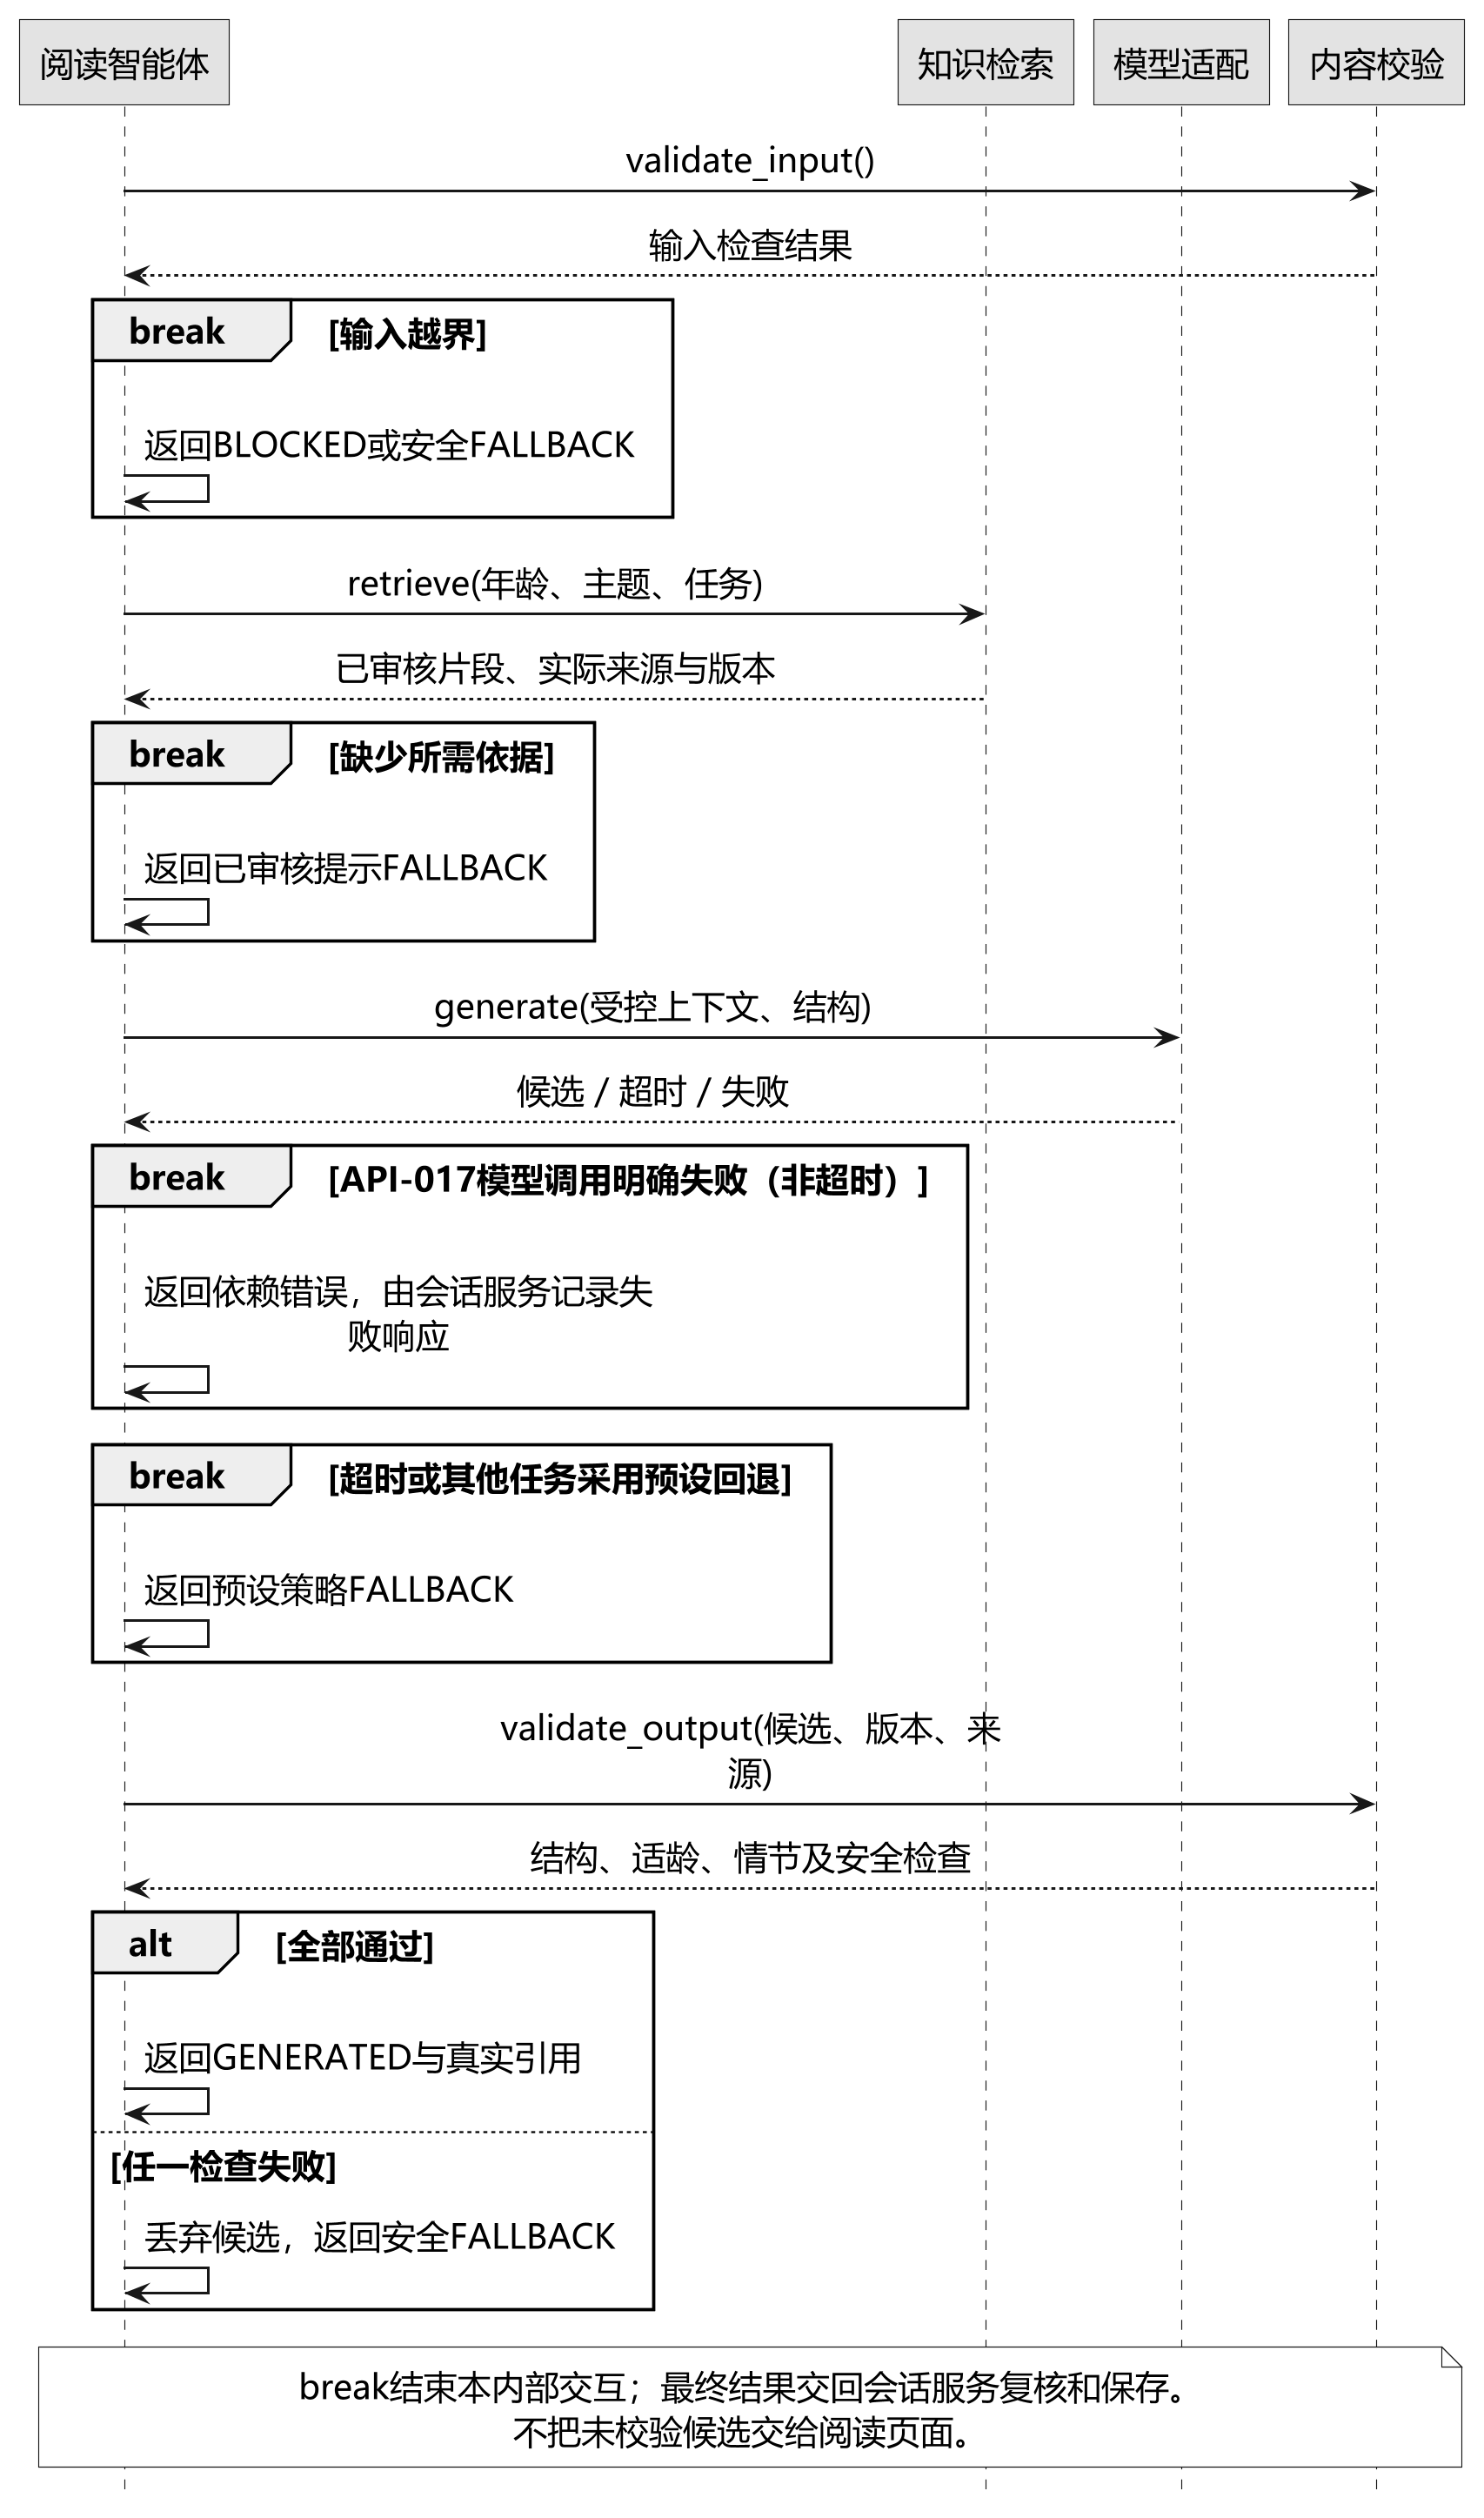 阅读智能体
知识检索
模型适配
内容校验
validate_input()
输入检查结果
break
[输入越界]
返回BLOCKED或安全FALLBACK
retrieve(年龄、主题、任务)
已审核片段、实际来源与版本
break
[缺少所需依据]
返回已审核提示FALLBACK
generate(受控上下文、结构)
候选 / 超时 / 失败
break
[API-017模型调用明确失败（非超时）]
返回依赖错误，由会话服务记录失
败响应
break
[超时或其他任务采用预设回退]
返回预设策略FALLBACK
validate_output(候选、版本、来
源)
结构、适龄、情节及安全检查
alt
[全部通过]
返回GENERATED与真实引用
[任一检查失败]
丢弃候选，返回安全FALLBACK
break结束本内部交互；最终结果交回会话服务复核和保存。
不把未校验候选交给阅读页面。